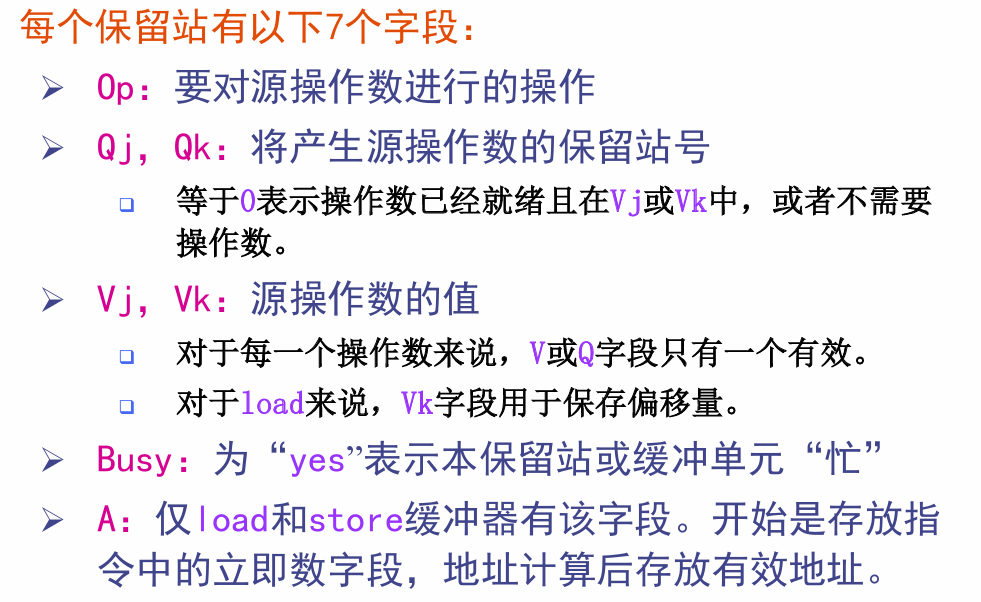 每个保留站有以下7个字段：
➢ Op：要对源操作数进行的操作
➢ Qj，Qk：将产生源操作数的保留站号
❑ 等于0表示操作数已经就绪且在Vj或Vk中，或者不需要
操作数。
➢ Vj，Vk：源操作数的值
❑ 对于每一个操作数来说，V或Q字段只有一个有效。
❑ 对于load来说，Vk字段用于保存偏移量。
➢ Busy：为“yes”表示本保留站或缓冲单元“忙”
➢ A：仅load和store缓冲器有该字段。开始是存放指
令中的立即数字段，地址计算后存放有效地址。